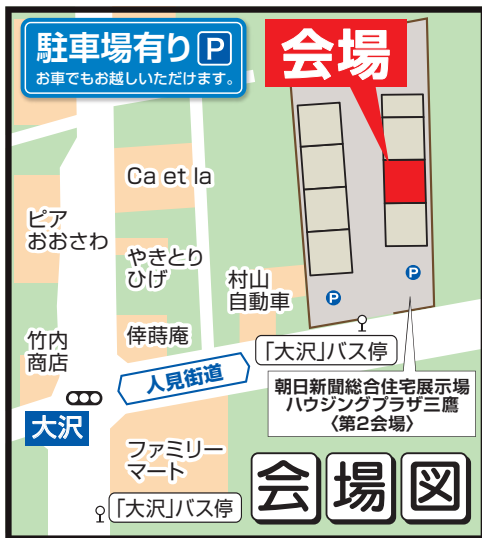 駐車場有り P
お車でもお越しいただけます。
会場
Ca et la
ピア
おおさわ
やきとり
ひげ
村山
自動車
P
P
竹内
商店
倖蒔庵
「大沢」バス停
人見街道
朝日新聞総合住宅展示場
ハウジングプラザ三鷹
〈第2会場〉
大沢
ファミリー
マート
「大沢」バス停
会場図